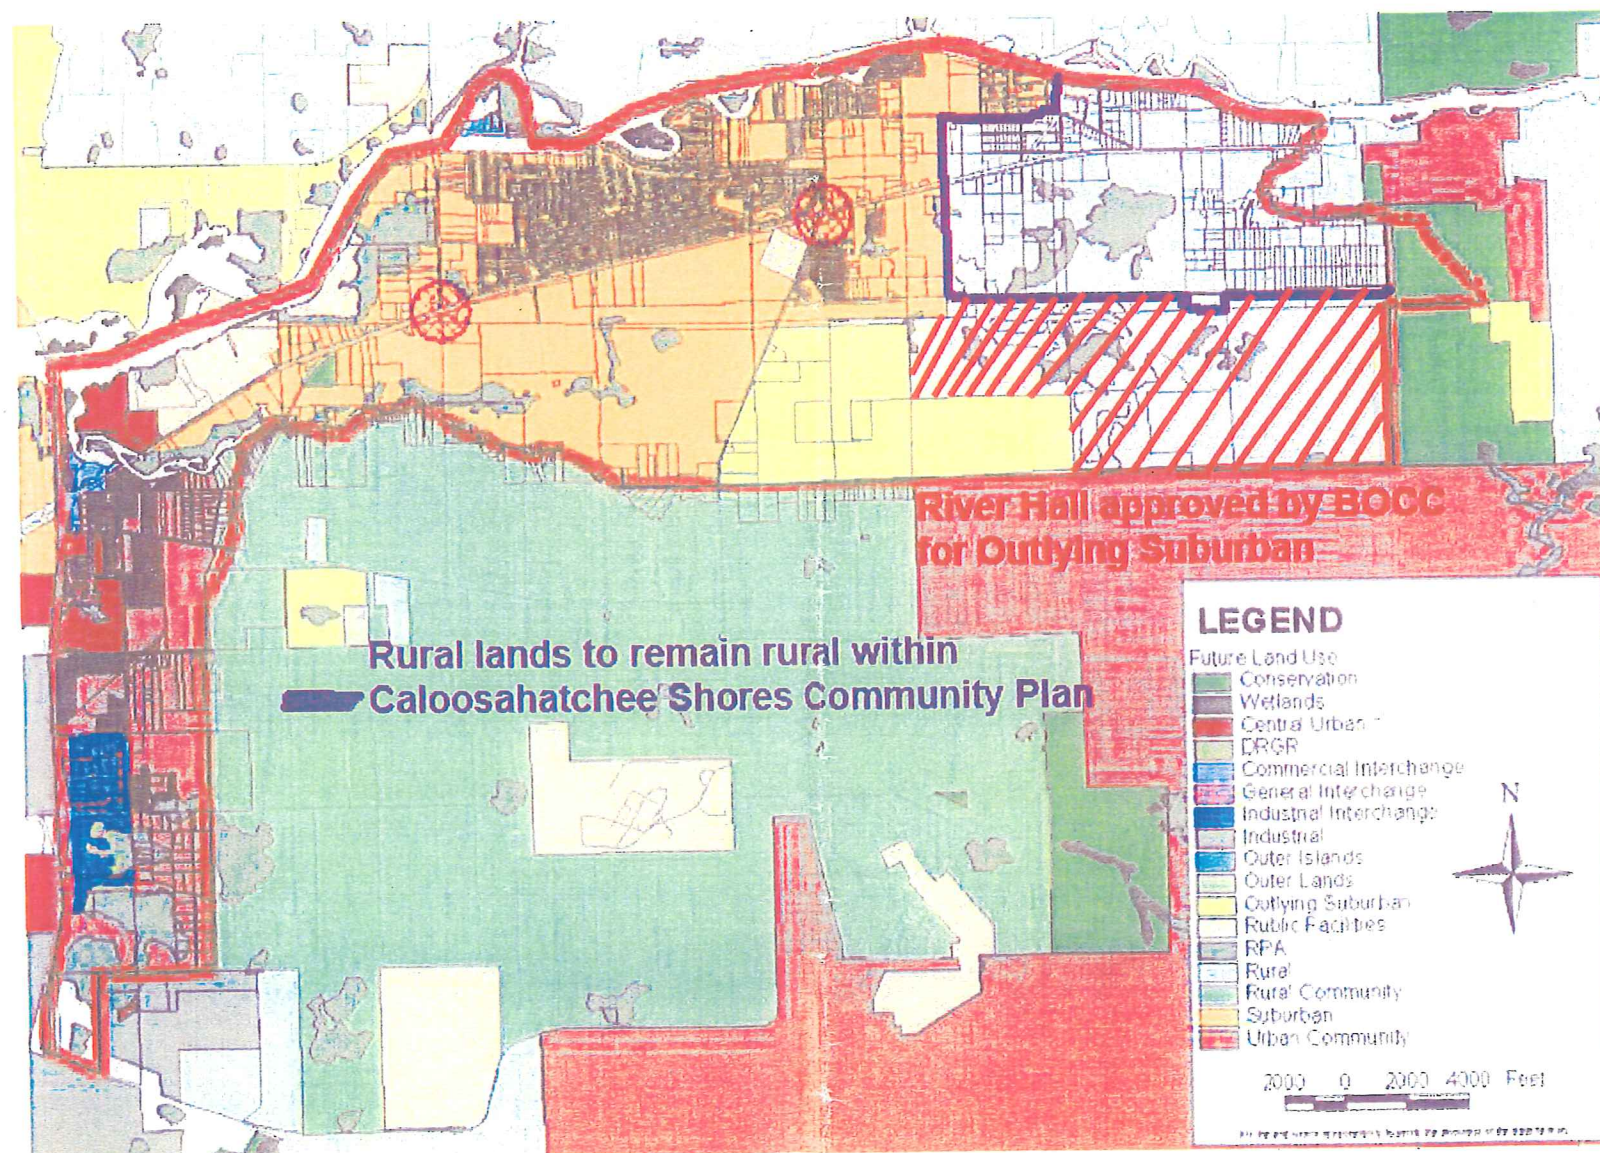 River Hall approved by BOCC
for Outlying Suburban
Rural lands to remain rural within
Caloosahatchee Shores Community Plan
LEGEND
Future Land Use
Conservation
Wetlands
Central Urban
DRGR
Commercial Interchange
General Interchange
Industrial Interchange
Industrial
Outer Islands
Outer Lands
Outlying Suburban
Public Facilities
RPA
Rural
Rural Community
Suburban
Urban Community
N
2000 0 2000 4000 Feet